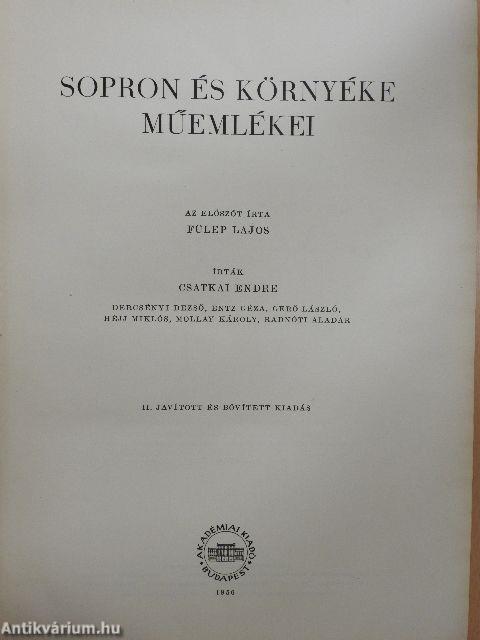 SOPRON ÉS KÖRNYÉKE
MŰEMLÉKEI
AZ ELŐSZÓT ÍRTA
FÜLEP LAJOS
ÍRTÁK
CSATKAI ENDRE
DERCSÉNYI DEZSŐ, ENTZ GÉZA, GERŐ LÁSZLÓ,
HÉJJ MIKLÓS, MOLLAY KÁROLY, RADNÓTI ALADÁR
II. JAVÍTOTT ÉS BŐVÍTETT KIADÁS
AKADÉMIAI KIADÓ
BUDAPEST
1956
Antikvárium.hu